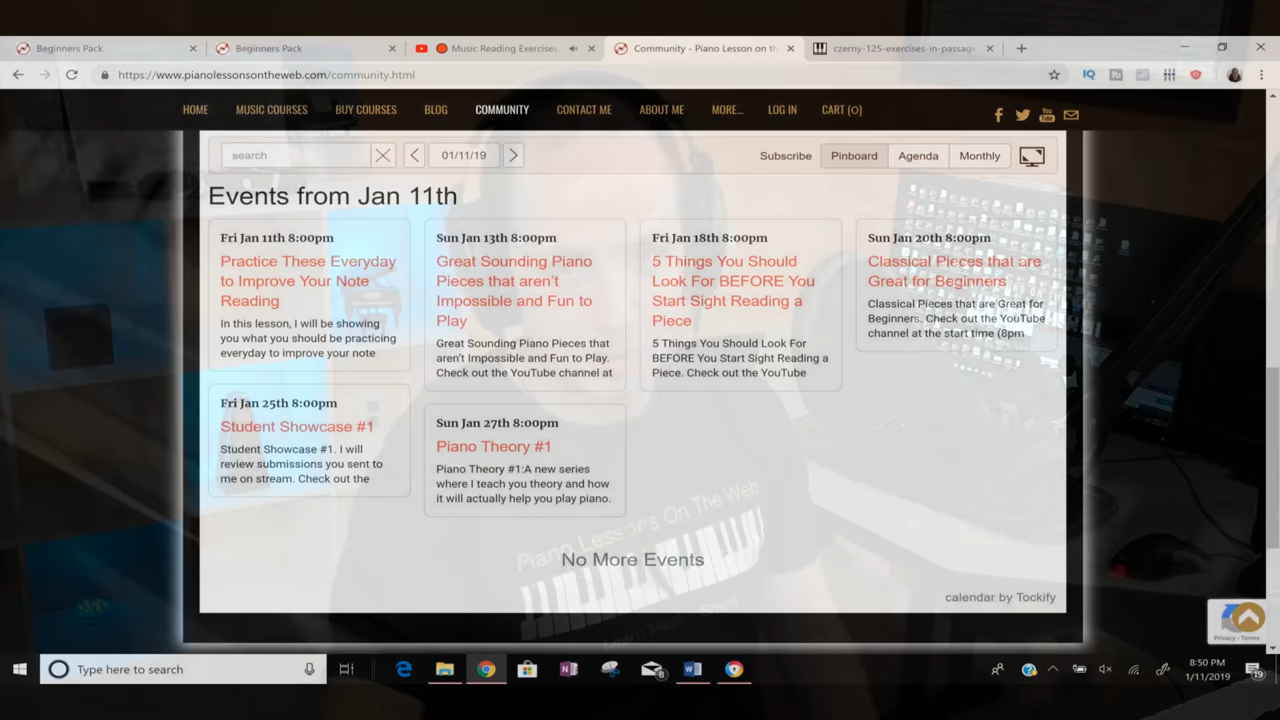 Beginners Pack
Beginners Pack
Music Reading Exercises
Community - Piano Lesson on th
czerny-125-exercises-in-passage
https://www.pianolessonsontheweb.com/community.html
IQ
HOME
MUSIC COURSES
BUY COURSES
BLOG
COMMUNITY
CONTACT ME
ABOUT ME
MORE...
LOG IN
CART (0)
search
01/11/19
Subscribe
Pinboard
Agenda
Monthly
Events from Jan 11th
Fri Jan 11th 8:00pm
Practice These Everyday
to Improve Your Note
Reading
In this lesson, I will be showing
you what you should be practicing
everyday to improve your note
Sun Jan 13th 8:00pm
Great Sounding Piano
Pieces that aren't
Impossible and Fun to
Play
Great Sounding Piano Pieces that
aren't Impossible and Fun to Play.
Check out the YouTube channel at
Fri Jan 18th 8:00pm
5 Things You Should
Look For BEFORE You
Start Sight Reading a
Piece
5 Things You Should Look For
BEFORE You Start Sight Reading a
Piece. Check out the YouTube
Sun Jan 20th 8:00pm
Classical Pieces that are
Great for Beginners
Classical Pieces that are Great for
Beginners. Check out the YouTube
channel at the start time (8pm
Fri Jan 25th 8:00pm
Student Showcase #1
Student Showcase #1. I will
review submissions you sent to
me on stream. Check out the
Sun Jan 27th 8:00pm
Piano Theory #1
Piano Theory #1:A new series
where I teach you theory and how
it will actually help you play piano.
Piano Lessons On The Web
No More Events
Learn Music
calendar by Tockify
Privacy - Terms
Type here to search
8
8:50 PM
1/11/2019
19